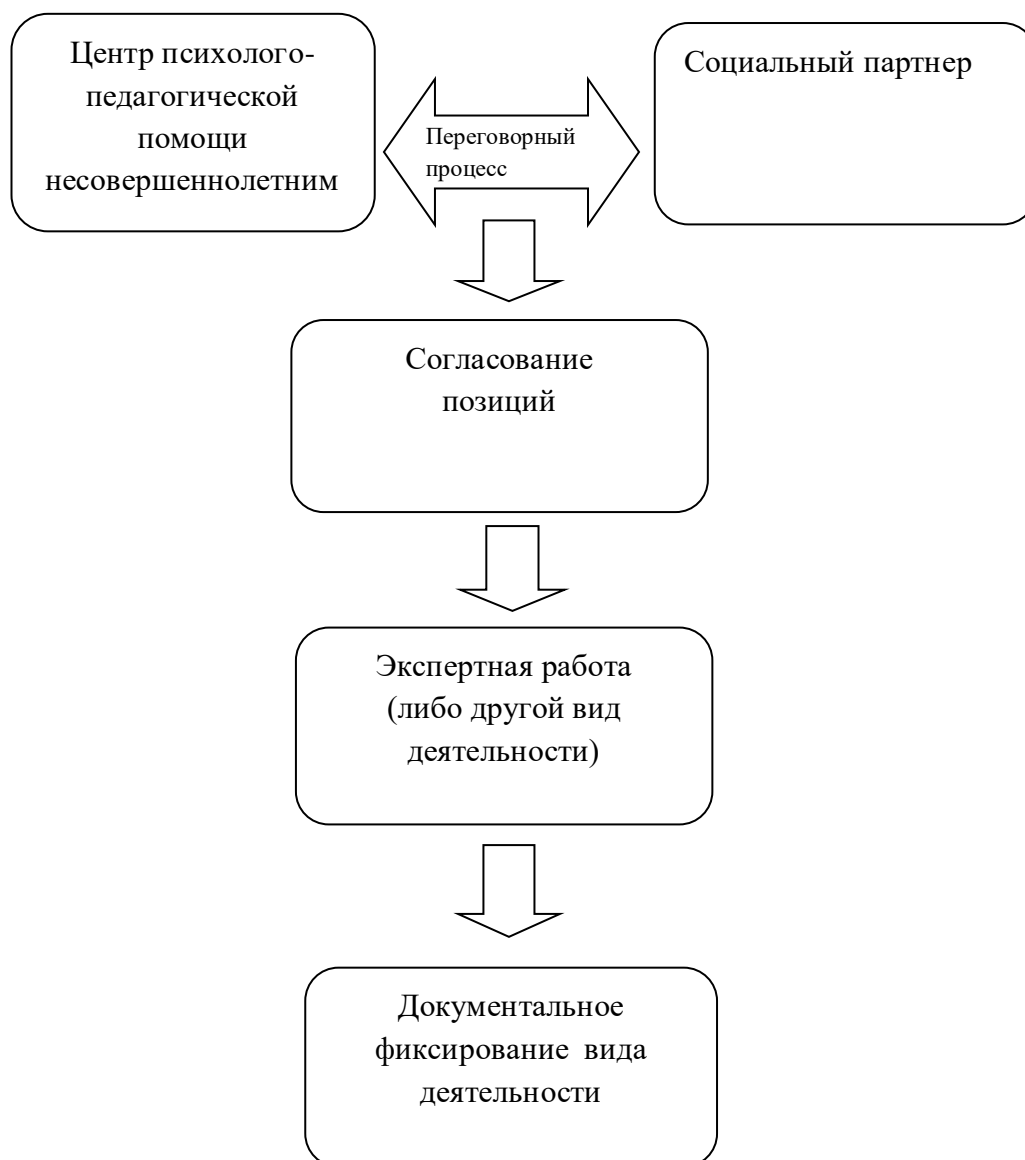 Центр психолого-
педагогической
помощи
несовершеннолетним
Переговорный
процесс
Социальный партнер
Согласование
позиций
Экспертная работа
(либо другой вид
деятельности)
Документальное
фиксирование вида
деятельности